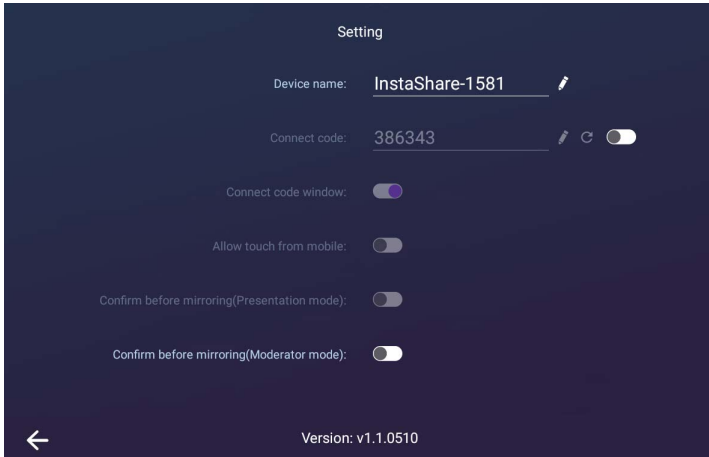 Setting
Device name: InstaShare-1581
Connect code: 386343
Connect code window:
Allow touch from mobile:
Confirm before mirroring(Presentation mode):
Confirm before mirroring(Moderator mode):
Version: v1.1.0510